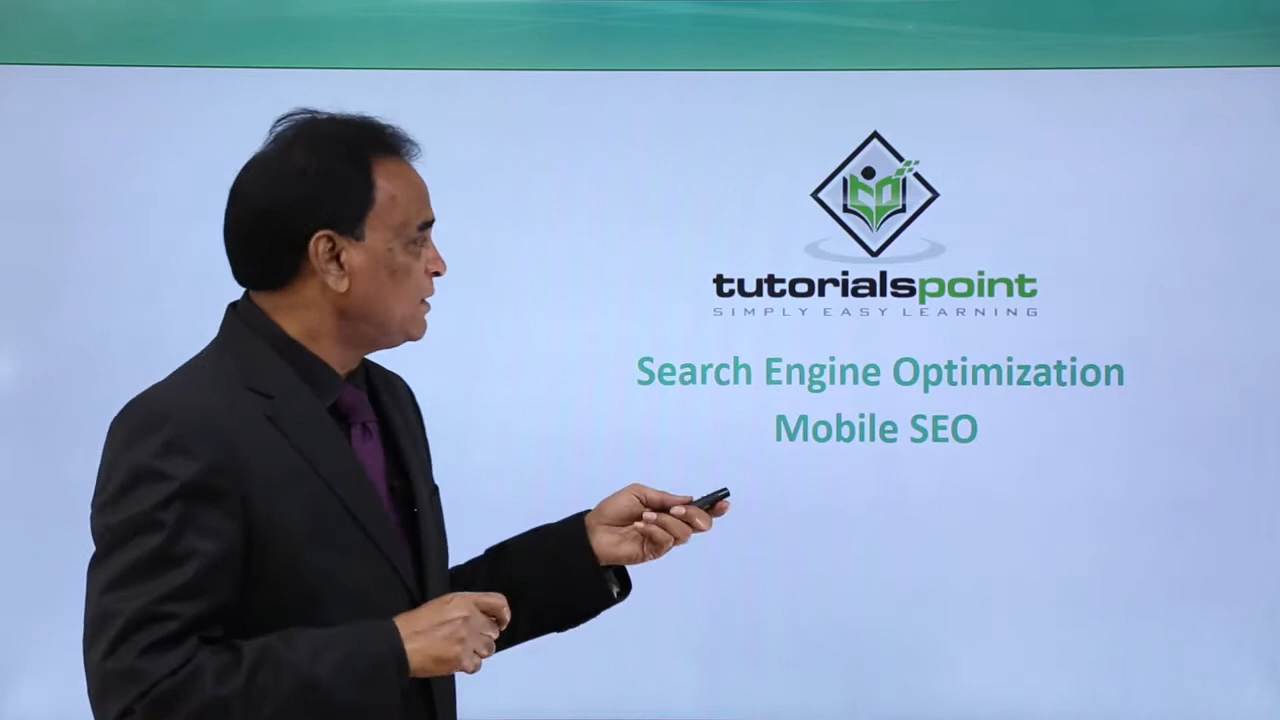 tutorialspoint
SIMPLY EASY LEARNING
Search Engine Optimization
Mobile SEO